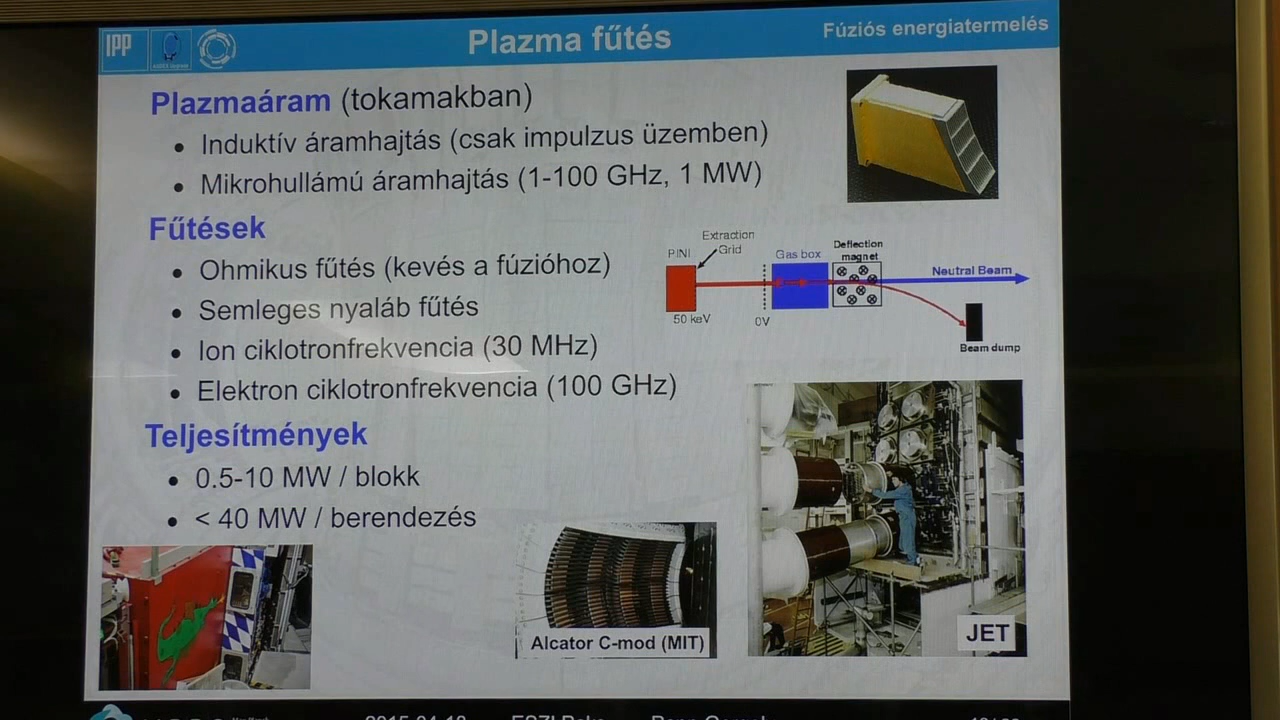 IPP
Plazma fűtés
Fúziós energiatermelés
Plazmaáram (tokamakban)
• Induktív áramhajtás (csak impulzus üzemben)
• Mikrohullámú áramhajtás (1-100 GHz, 1 MW)
Fűtések
• Ohmikus fűtés (kevés a fúzióhoz)
• Semleges nyaláb fűtés
• Ion ciklotronfrekvencia (30 MHz)
• Elektron ciklotronfrekvencia (100 GHz)
Teljesítmények
• 0.5-10 MW / blokk
• < 40 MW / berendezés
PINI
Extraction
Grid
Gas box
Deflection
magnet
Neutral Beam
50 keV
0V
Beam dump
Alcator C-mod (MIT)
JET